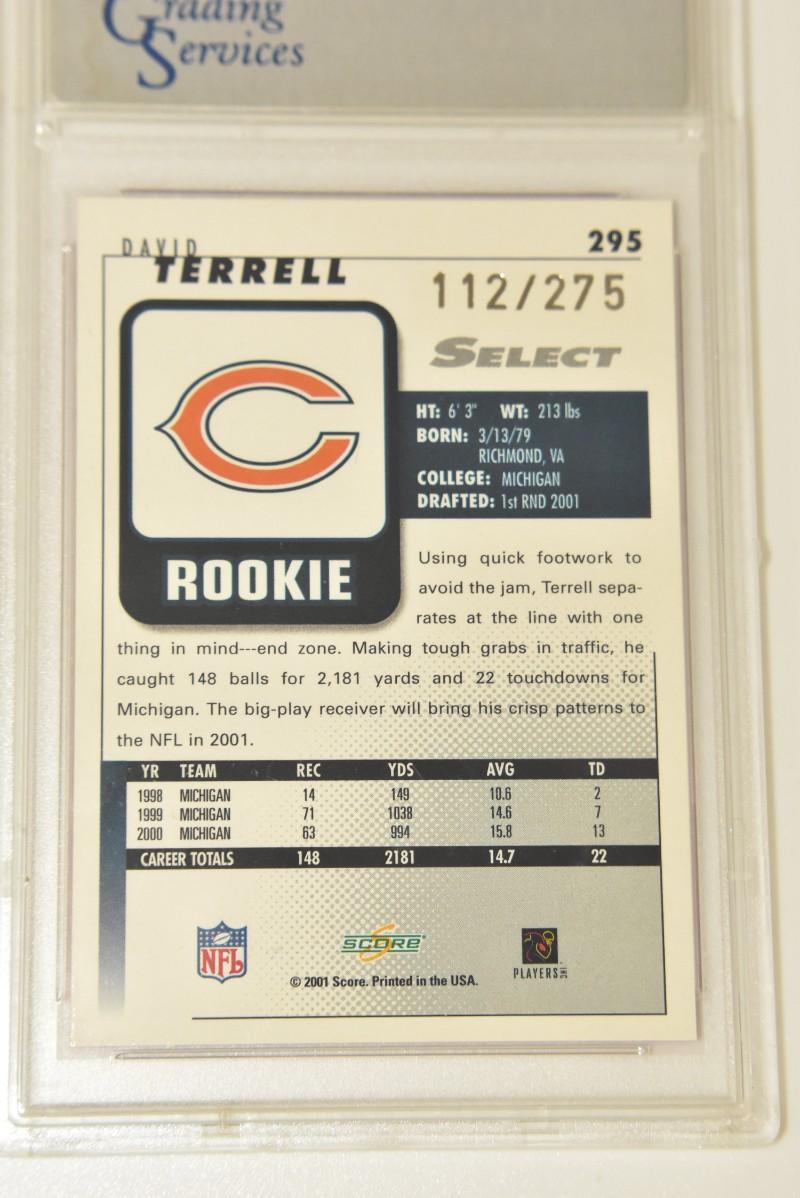 Grading
Services
DAVID
TERRELL
295
112/275
SELECT
HT: 6' 3" WT: 213 lbs
BORN: 3/13/79
RICHMOND, VA
COLLEGE: MICHIGAN
DRAFTED: 1st RND 2001
ROOKIE
Using quick footwork to
avoid the jam, Terrell sepa-
rates at the line with one
thing in mind---end zone. Making tough grabs in traffic, he
caught 148 balls for 2,181 yards and 22 touchdowns for
Michigan. The big-play receiver will bring his crisp patterns to
the NFL in 2001.
YR TEAM REC YDS AVG TD
1998 MICHIGAN 14 149 10.6 2
1999 MICHIGAN 71 1038 14.6 7
2000 MICHIGAN 63 994 15.8 13
CAREER TOTALS 148 2181 14.7 22
NFL
SCORE
PLAYERS INC
© 2001 Score. Printed in the USA.